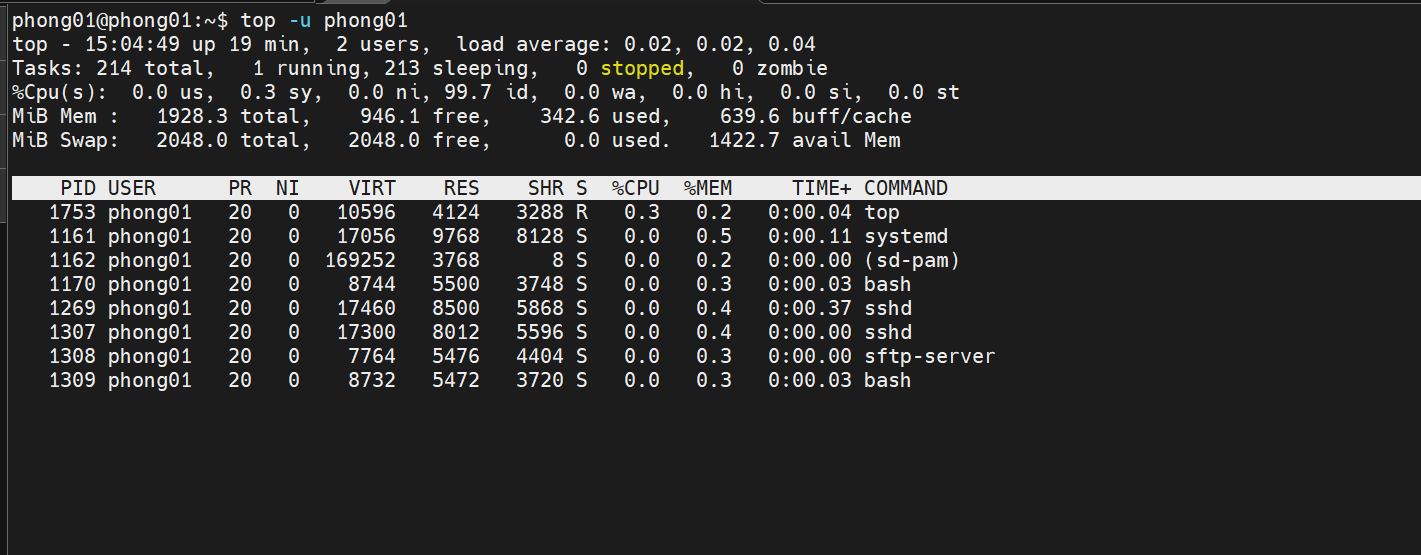 phong01@phong01:~$ top -u phong01
top - 15:04:49 up 19 min,  2 users,  load average: 0.02, 0.02, 0.04
Tasks: 214 total,   1 running, 213 sleeping,   0 stopped,   0 zombie
%Cpu(s):  0.0 us,  0.3 sy,  0.0 ni, 99.7 id,  0.0 wa,  0.0 hi,  0.0 si,  0.0 st
MiB Mem :   1928.3 total,    946.1 free,    342.6 used,    639.6 buff/cache
MiB Swap:   2048.0 total,   2048.0 free,      0.0 used.   1422.7 avail Mem
    PID USER      PR  NI    VIRT    RES    SHR S  %CPU  %MEM     TIME+ COMMAND
   1753 phong01   20   0   10596   4124   3288 R   0.3   0.2   0:00.04 top
   1161 phong01   20   0   17056   9768   8128 S   0.0   0.5   0:00.11 systemd
   1162 phong01   20   0  169252   3768      8 S   0.0   0.2   0:00.00 (sd-pam)
   1170 phong01   20   0    8744   5500   3748 S   0.0   0.3   0:00.03 bash
   1269 phong01   20   0   17460   8500   5868 S   0.0   0.4   0:00.37 sshd
   1307 phong01   20   0   17300   8012   5596 S   0.0   0.4   0:00.00 sshd
   1308 phong01   20   0    7764   5476   4404 S   0.0   0.3   0:00.00 sftp-server
   1309 phong01   20   0    8732   5472   3720 S   0.0   0.3   0:00.03 bash